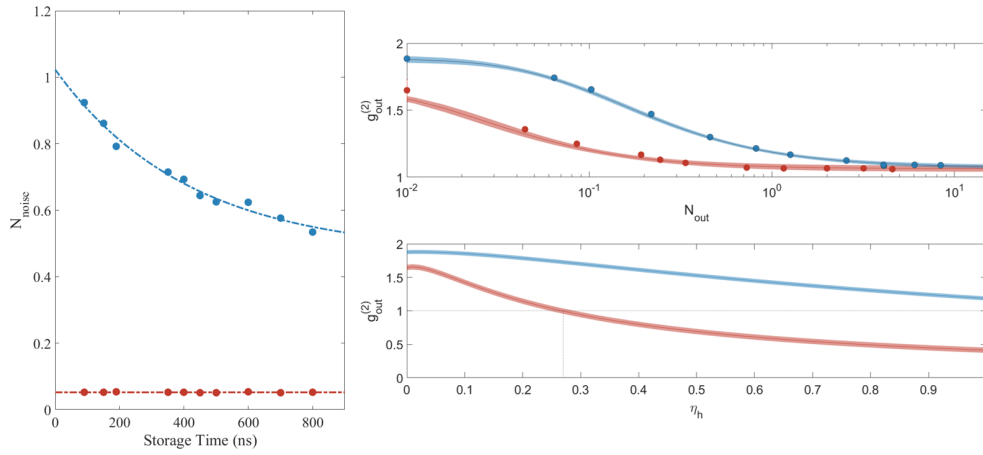 1.2
1
0.8
0.6
0.4
0.2
0
N_noise
0 200 400 600 800
Storage Time (ns)
2
1.5
1
g_out^(2)
10^-2 10^-1 10^0 10^1
N_out
2
1.5
1
0.5
0
g_out^(2)
0 0.1 0.2 0.3 0.4 0.5 0.6 0.7 0.8 0.9
η_h